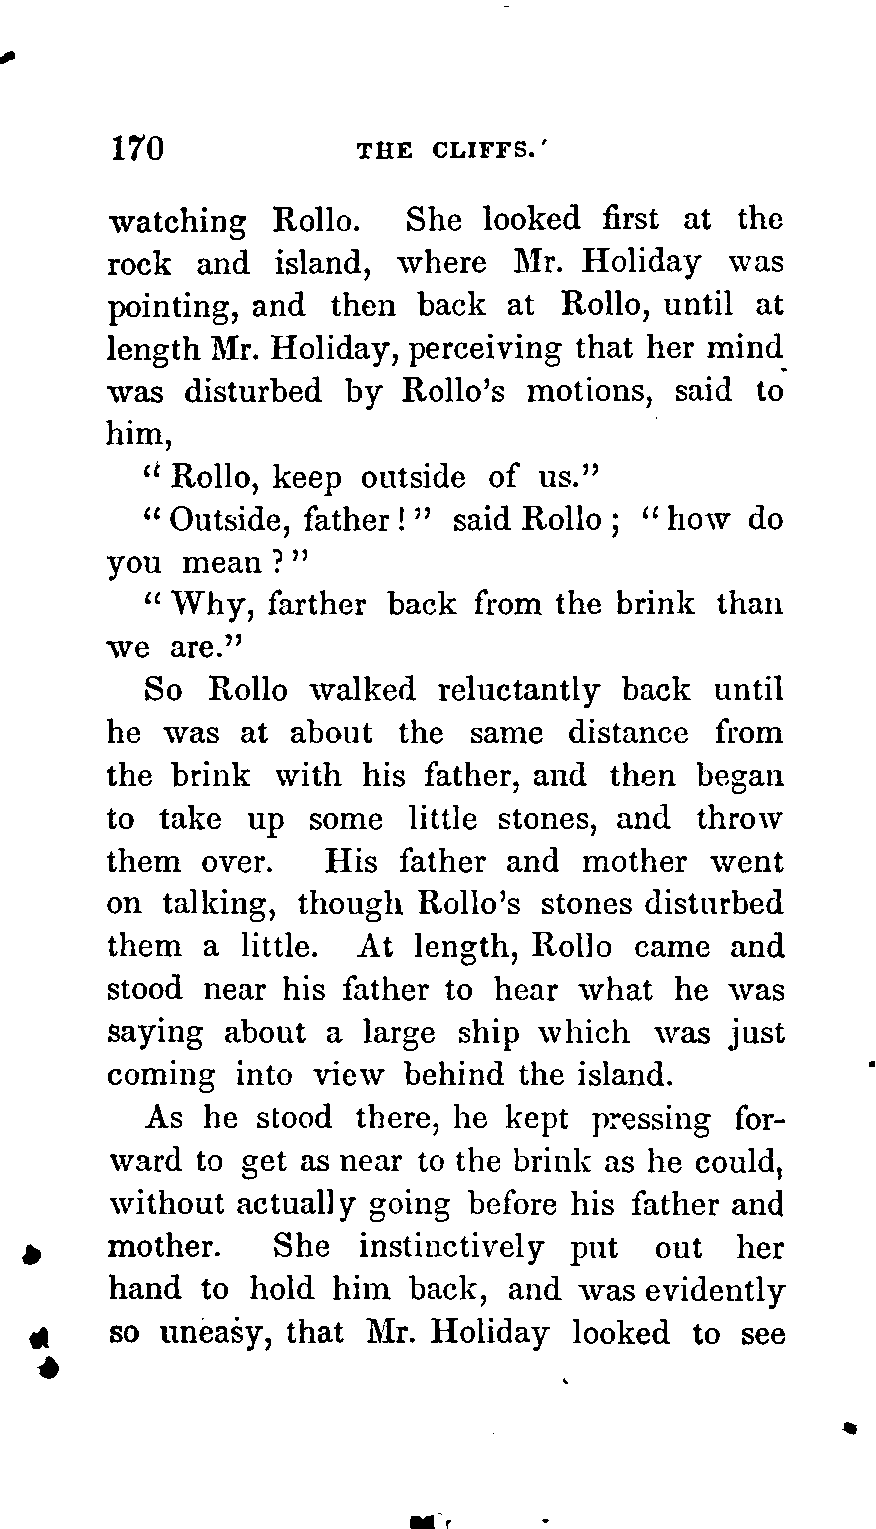 170 THE CLIFFS.
watching Rollo. She looked first at the
rock and island, where Mr. Holiday was
pointing, and then back at Rollo, until at
length Mr. Holiday, perceiving that her mind
was disturbed by Rollo's motions, said to
him,
“ Rollo, keep outside of us.”
“ Outside, father ! ” said Rollo ; “ how do
you mean ? ”
“ Why, farther back from the brink than
we are.”
So Rollo walked reluctantly back until
he was at about the same distance from
the brink with his father, and then began
to take up some little stones, and throw
them over. His father and mother went
on talking, though Rollo's stones disturbed
them a little. At length, Rollo came and
stood near his father to hear what he was
saying about a large ship which was just
coming into view behind the island.
As he stood there, he kept pressing for-
ward to get as near to the brink as he could,
without actually going before his father and
mother. She instinctively put out her
hand to hold him back, and was evidently
so uneasy, that Mr. Holiday looked to see